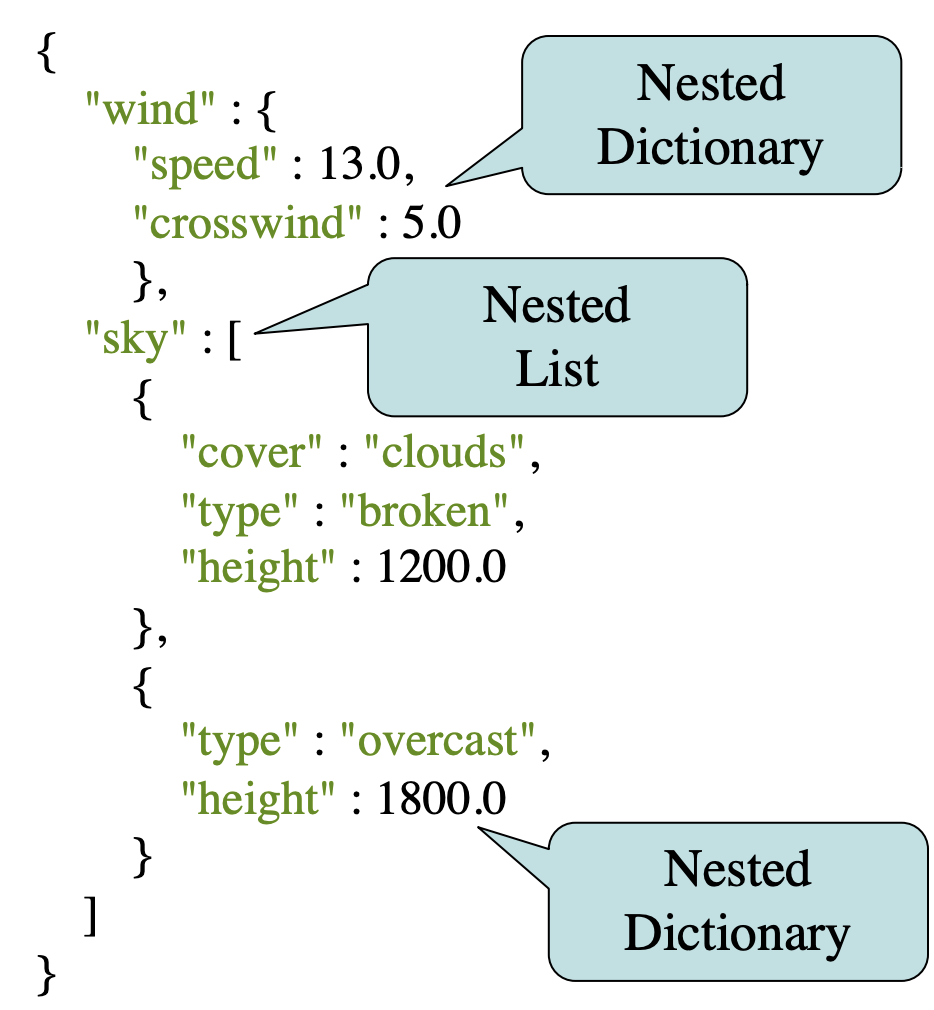 {
"wind" : {
"speed" : 13.0,
"crosswind" : 5.0
},
"sky" : [
{
"cover" : "clouds",
"type" : "broken",
"height" : 1200.0
},
{
"type" : "overcast",
"height" : 1800.0
}
]
}
Nested
Dictionary
Nested
List
Nested
Dictionary